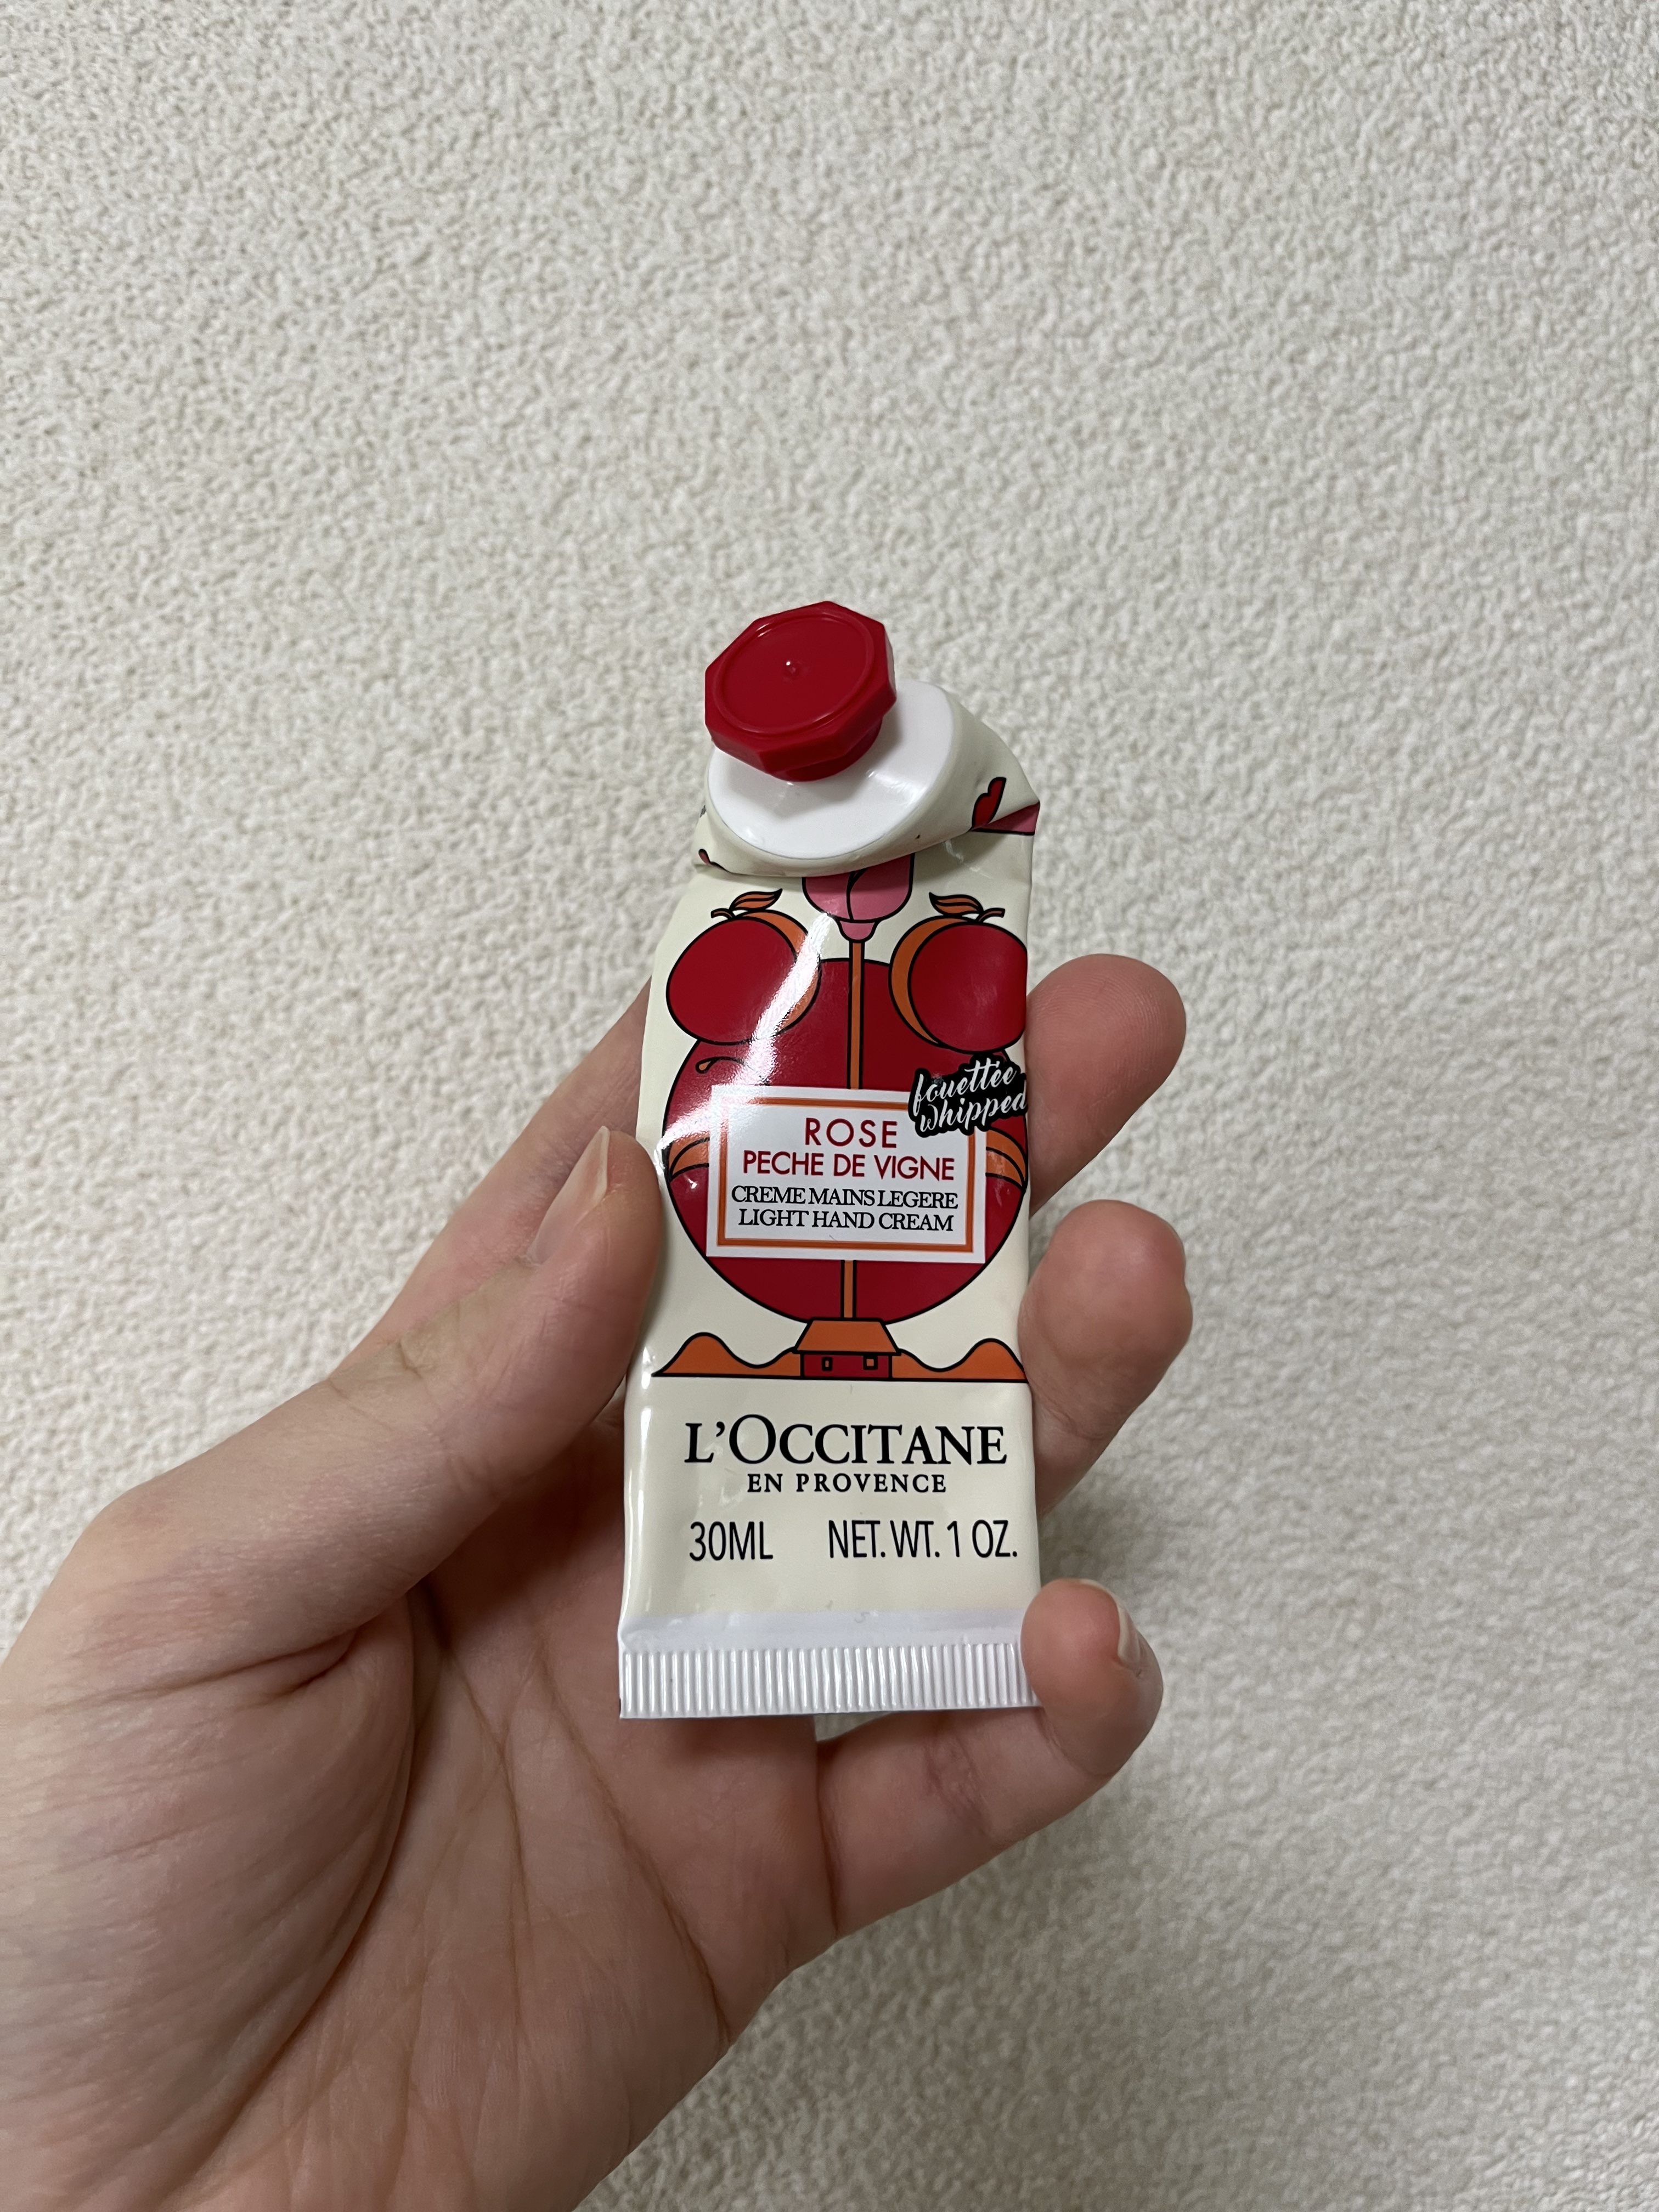 fouettée
whipped
ROSE
PECHE DE VIGNE
CREME MAINS LEGERE
LIGHT HAND CREAM
L'OCCITANE
EN PROVENCE
30ML NET. WT. 1 OZ.